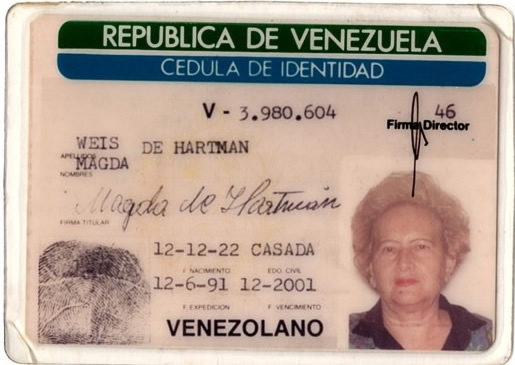 REPUBLICA DE VENEZUELA
CEDULA DE IDENTIDAD
V - 3.980.604 46
Firma Director
WEIS DE HARTMAN
APELLIDOS
MAGDA
NOMBRES
Magda de Hartman
FIRMA TITULAR
12-12-22 CASADA
F. NACIMIENTO EDO. CIVIL
12-6-91 12-2001
F. EXPEDICION F. VENCIMIENTO
VENEZOLANO